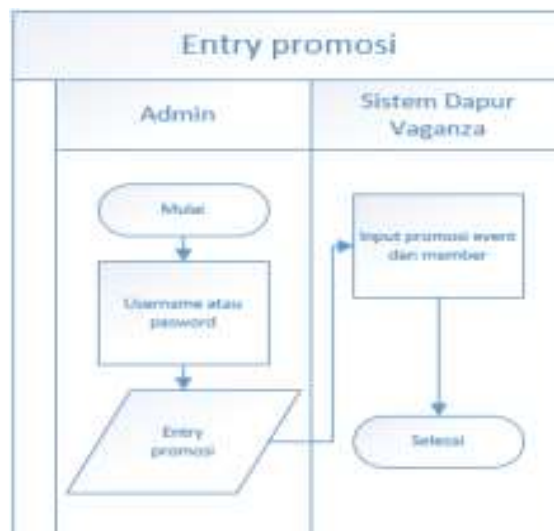 Entry promosi
Admin
Sistem Dapur
Vaganza
Mulai
Username atau
pasword
Entry
promosi
Input promosi event
dan member
Selesai